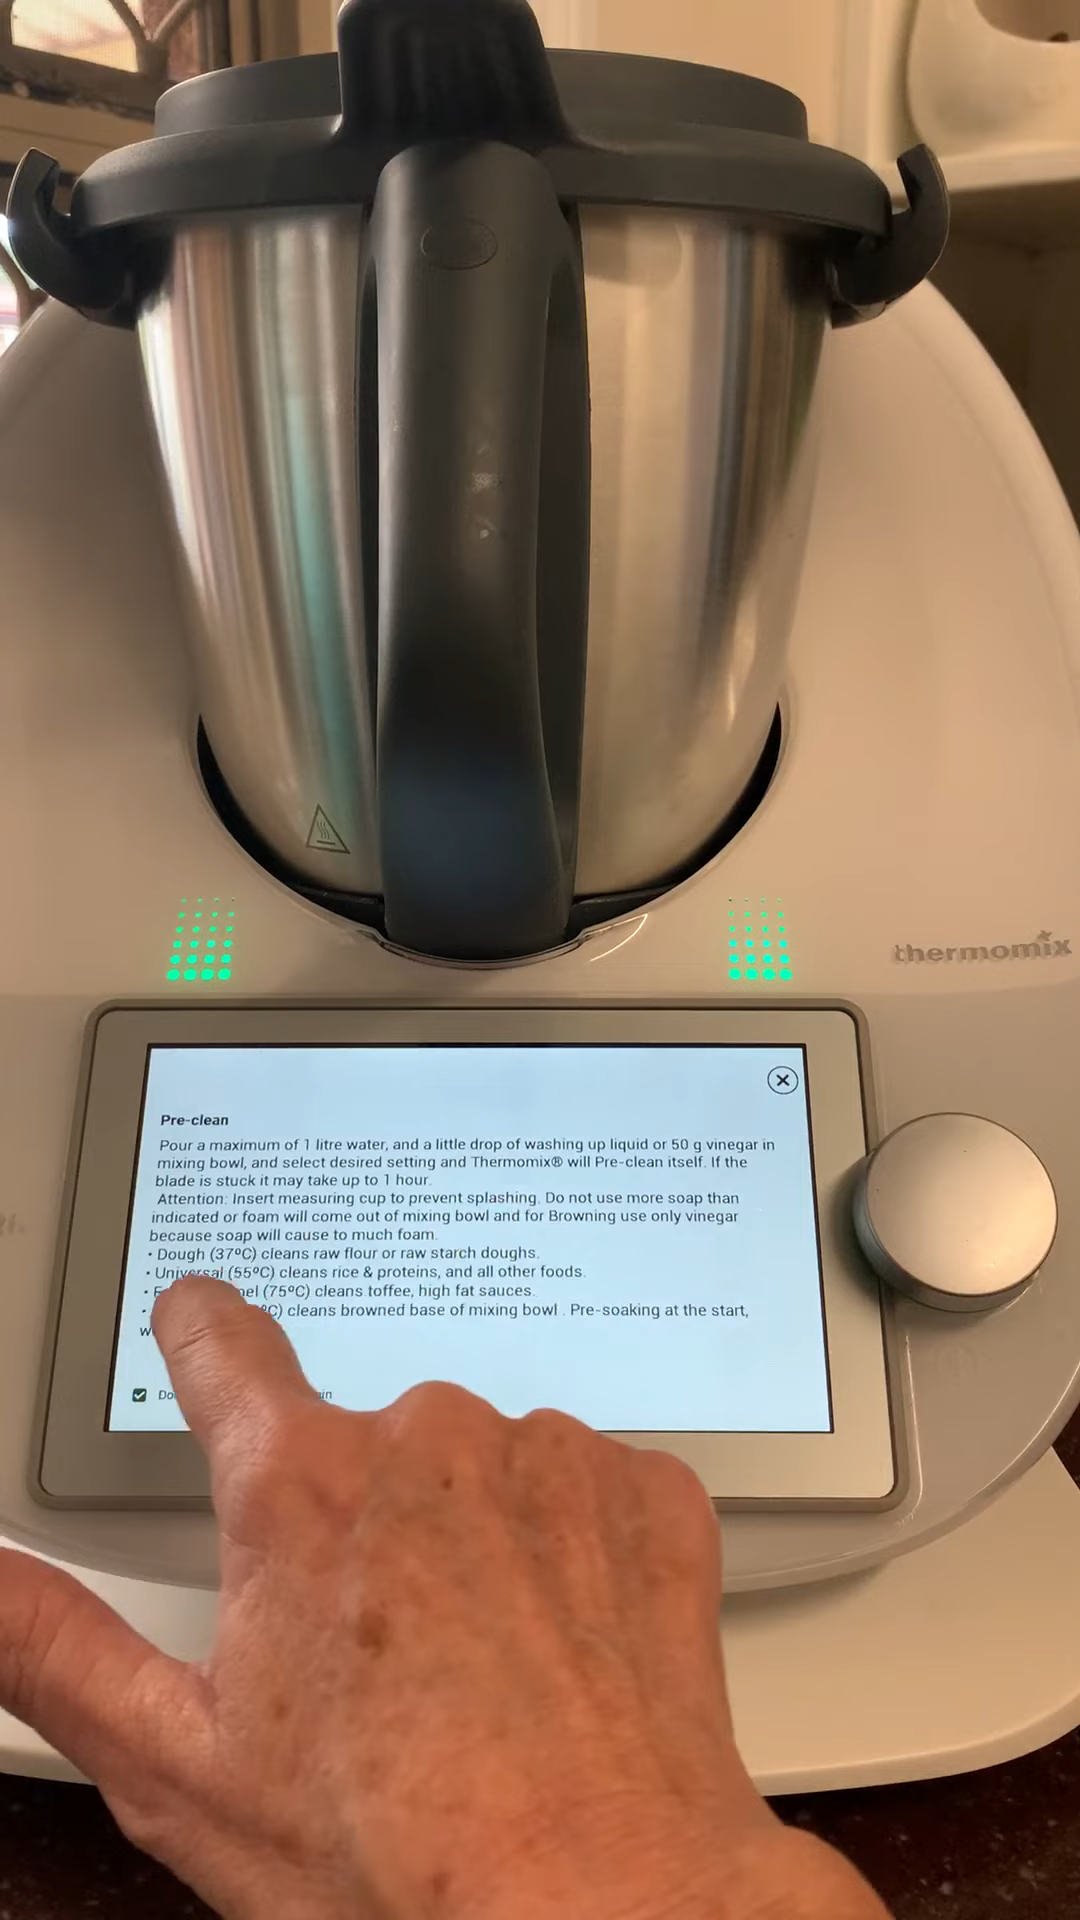 thermomix
Pre-clean
Pour a maximum of 1 litre water, and a little drop of washing up liquid or 50 g vinegar in
mixing bowl, and select desired setting and Thermomix® will Pre-clean itself. If the
blade is stuck it may take up to 1 hour.
Attention: Insert measuring cup to prevent splashing. Do not use more soap than
indicated or foam will come out of mixing bowl and for Browning use only vinegar
because soap will cause to much foam.
• Dough (37ºC) cleans raw flour or raw starch doughs.
• Universal (55ºC) cleans rice & proteins, and all other foods.
• (75ºC) cleans toffee, high fat sauces.
• cleans browned base of mixing bowl . Pre-soaking at the start,